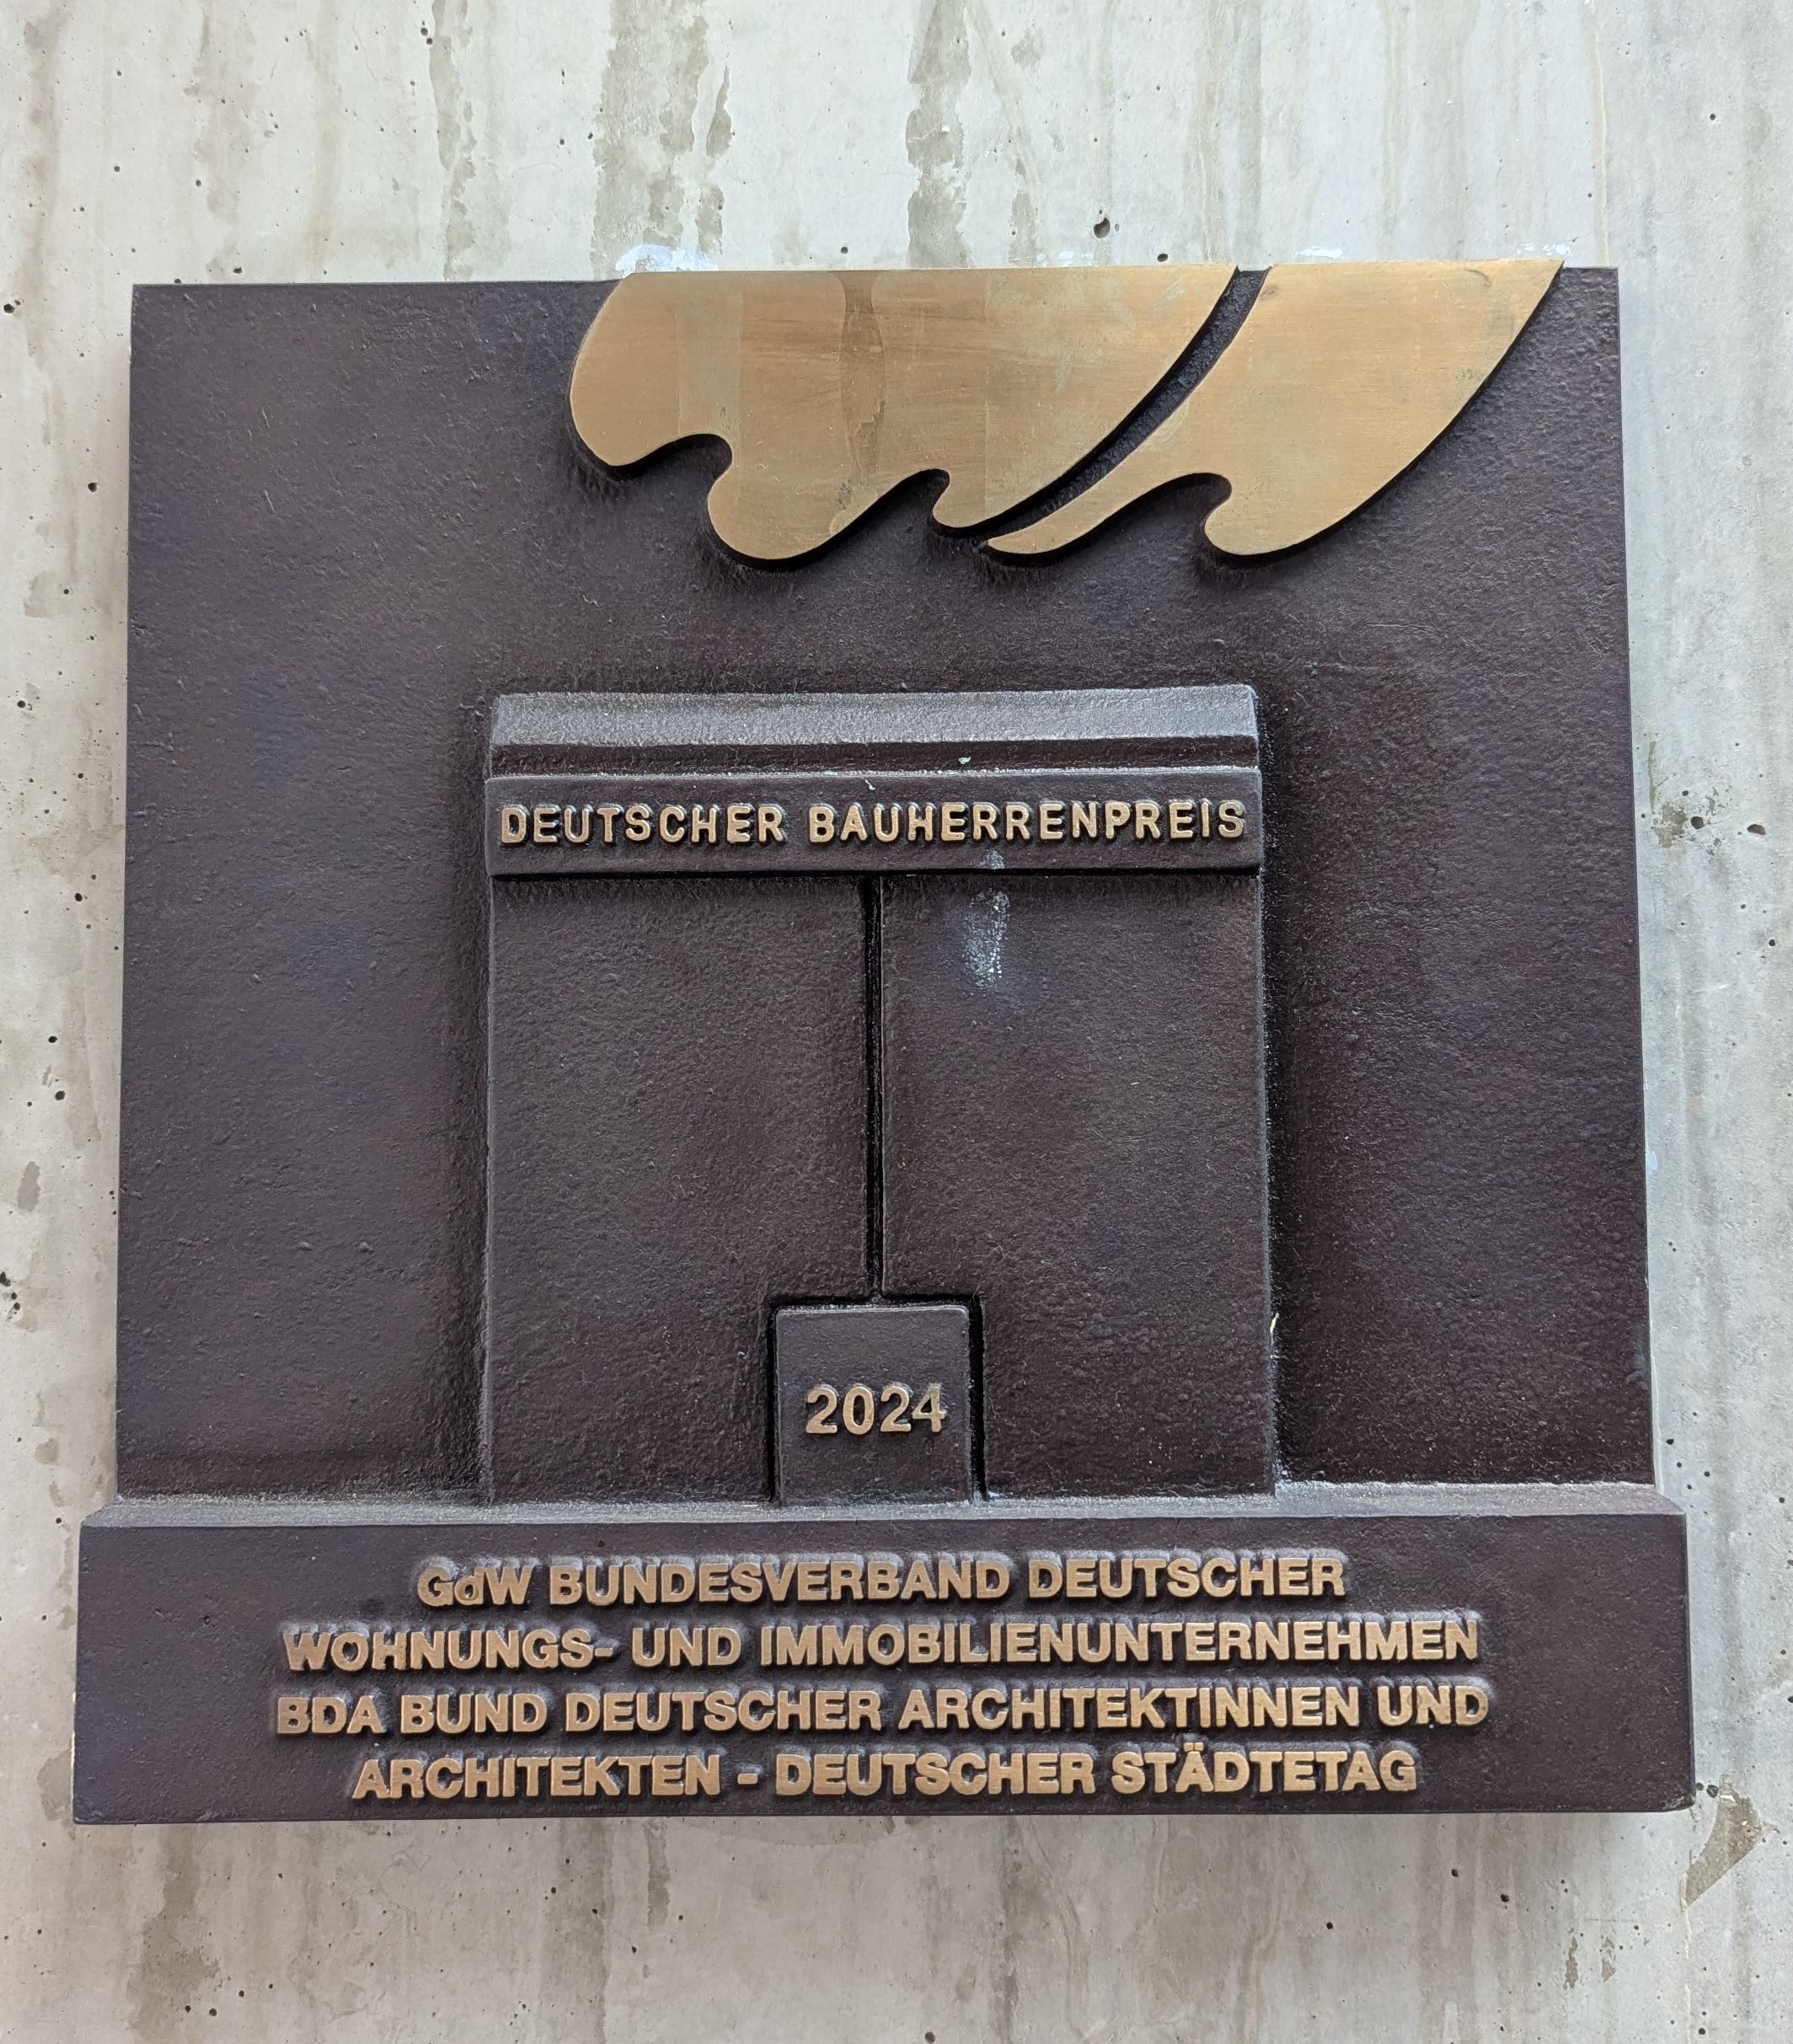 DEUTSCHER BAUHERRENPREIS
2024
GdW BUNDESVERBAND DEUTSCHER
WOHNUNGS- UND IMMOBILIENUNTERNEHMEN
BDA BUND DEUTSCHER ARCHITEKTINNEN UND
ARCHITEKTEN - DEUTSCHER STÄDTETAG